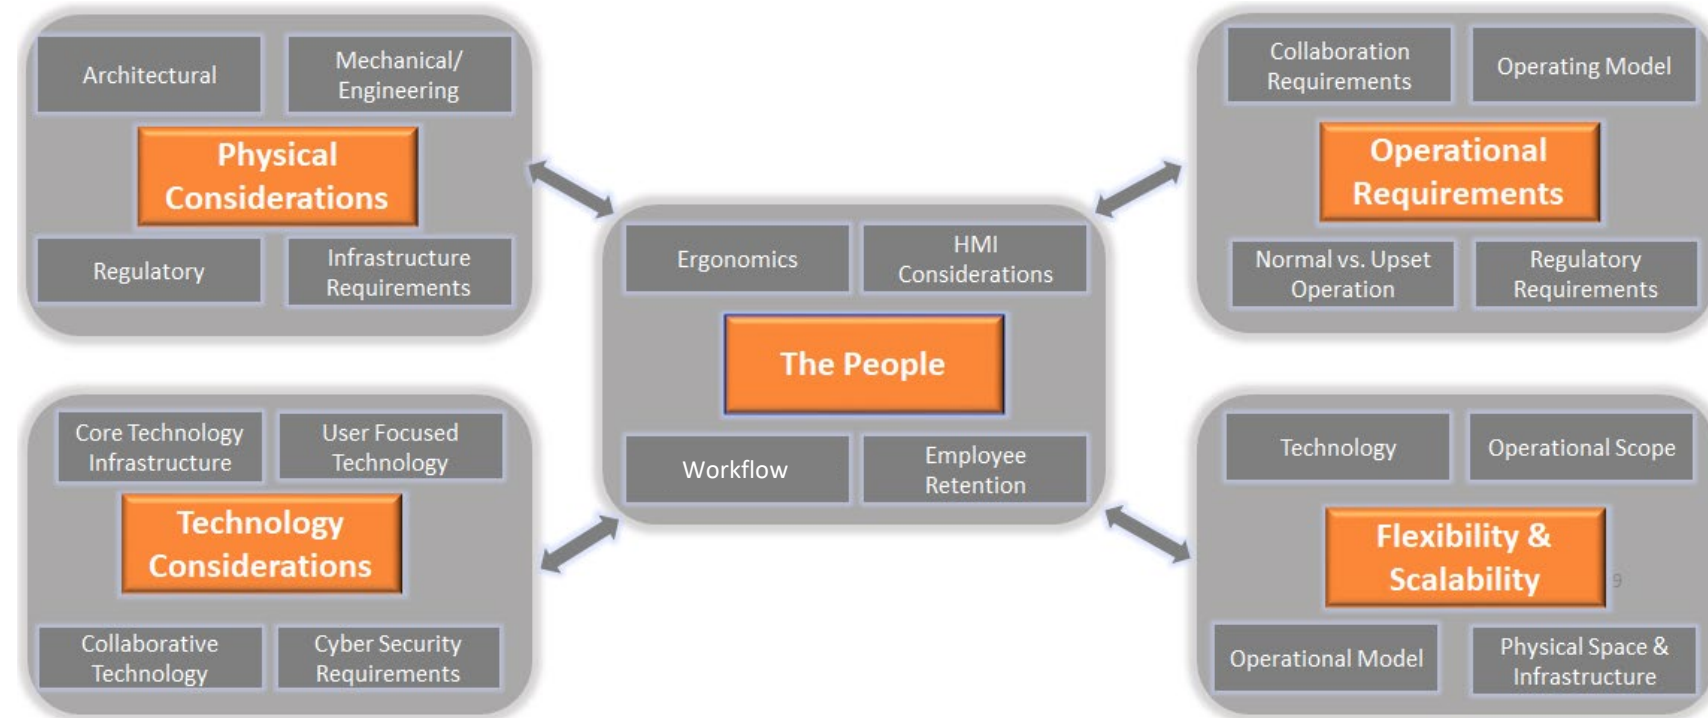 Architectural
Mechanical/
Engineering
Physical
Considerations
Regulatory
Infrastructure
Requirements
Collaboration
Requirements
Operating Model
Operational
Requirements
Normal vs. Upset
Operation
Regulatory
Requirements
Ergonomics
HMI
Considerations
The People
Workflow
Employee
Retention
Core Technology
Infrastructure
User Focused
Technology
Technology
Considerations
Collaborative
Technology
Cyber Security
Requirements
Technology
Operational Scope
Flexibility &
Scalability
9
Operational Model
Physical Space &
Infrastructure